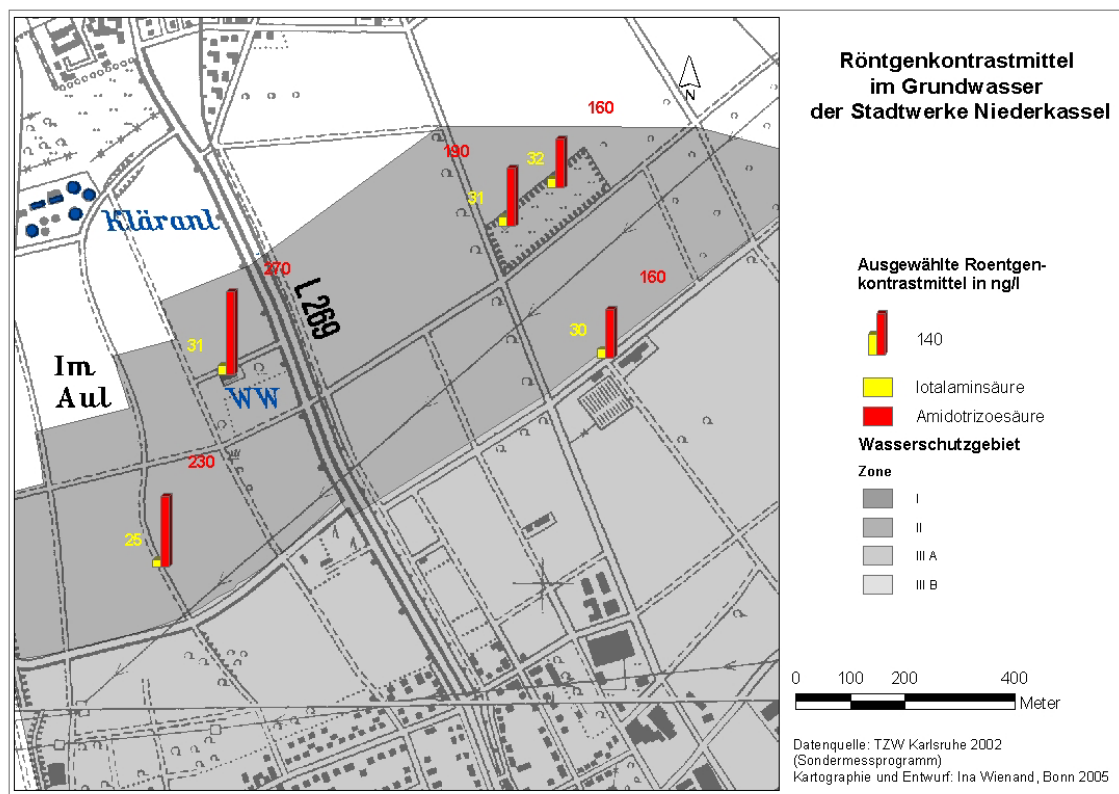 Röntgenkontrastmittel
im Grundwasser
der Stadtwerke Niederkassel
N
160
190
32
31
Kläranl
270
160
L 269
31
30
Im
Aul
WW
230
25
Ausgewählte Roentgen-
kontrastmittel in ng/l
140
Iotalaminsäure
Amidotrizoesäure
Wasserschutzgebiet
Zone
I
II
III A
III B
0 100 200 400
Meter
Datenquelle: TZW Karlsruhe 2002
(Sondermessprogramm)
Kartographie und Entwurf: Ina Wienand, Bonn 2005